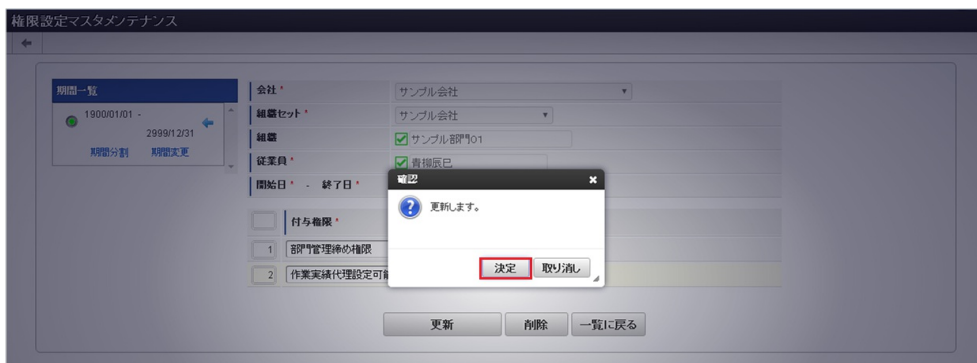 権限設定マスタメンテナンス
期間一覧
1900/01/01 -
2999/12/31
期間分割 期間変更
会社 * サンプル会社
組織セット * サンプル会社
組織 サンプル部門01
従業員 * 青柳辰巳
開始日 * - 終了日 *
確認
更新します。
決定 取り消し
付与権限 *
1 部門管理締め権限
2 作業実績代理設定可能
更新 削除 一覧に戻る